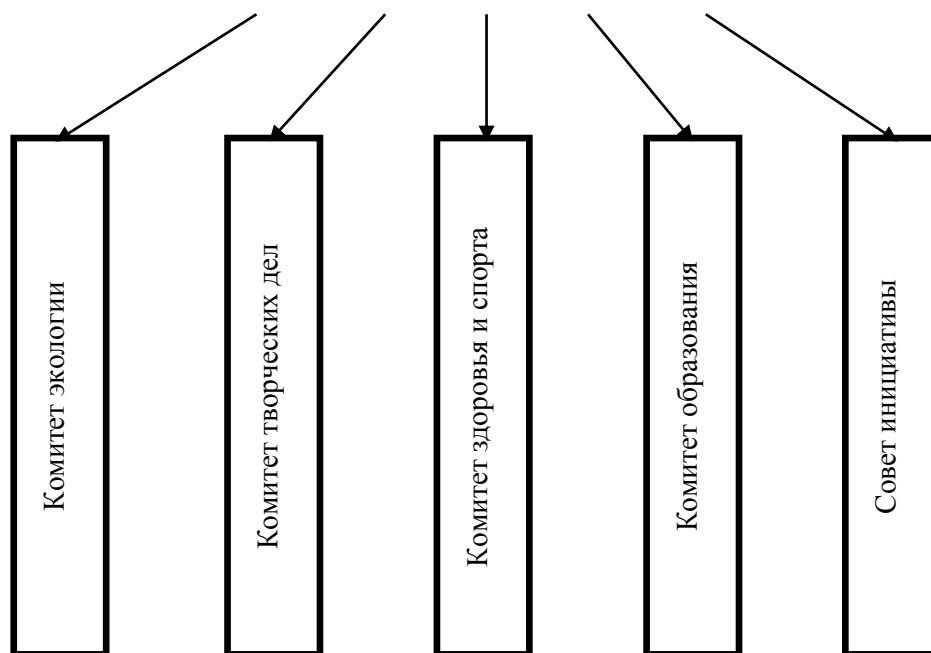 Комитет экологии
Комитет творческих дел
Комитет здоровья и спорта
Комитет образования
Совет инициативы